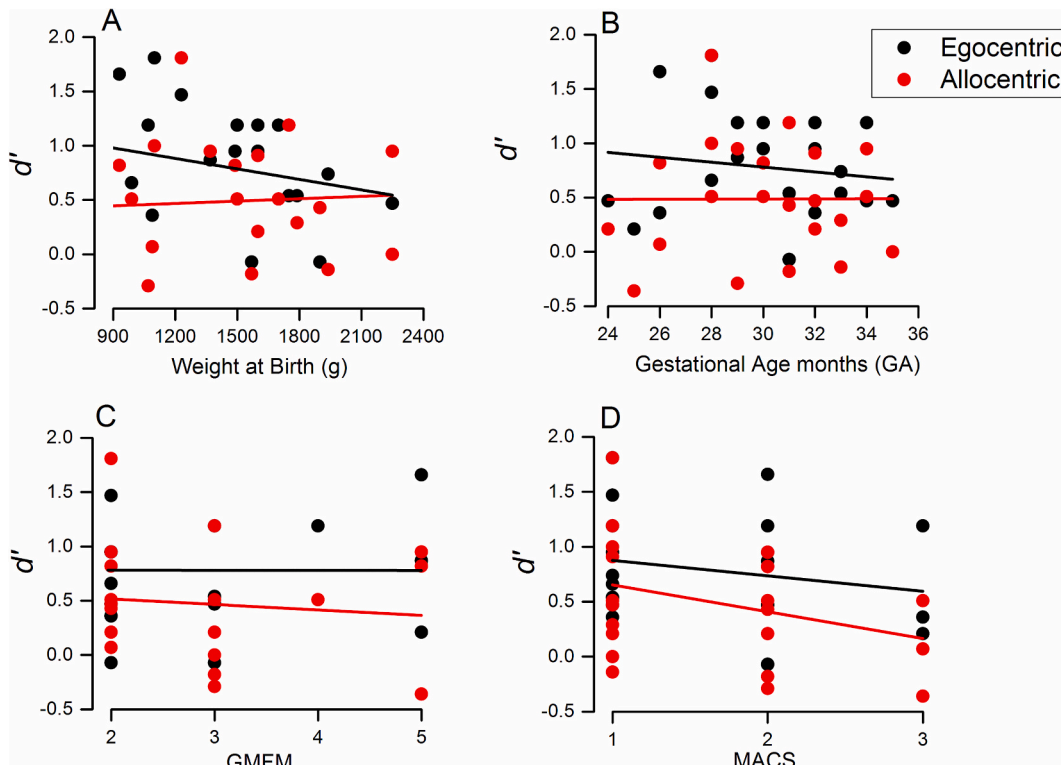 A
2.0
1.5
1.0
0.5
0.0
-0.5
d'
900 1200 1500 1800 2100 2400
Weight at Birth (g)
B
Egocentric
Allocentric
2.0
1.5
1.0
0.5
0.0
-0.5
d'
24 26 28 30 32 34 36
Gestational Age months (GA)
C
2.0
1.5
1.0
0.5
0.0
-0.5
d'
2 3 4 5
GMFM
D
2.0
1.5
1.0
0.5
0.0
-0.5
d'
1 2 3
MACS